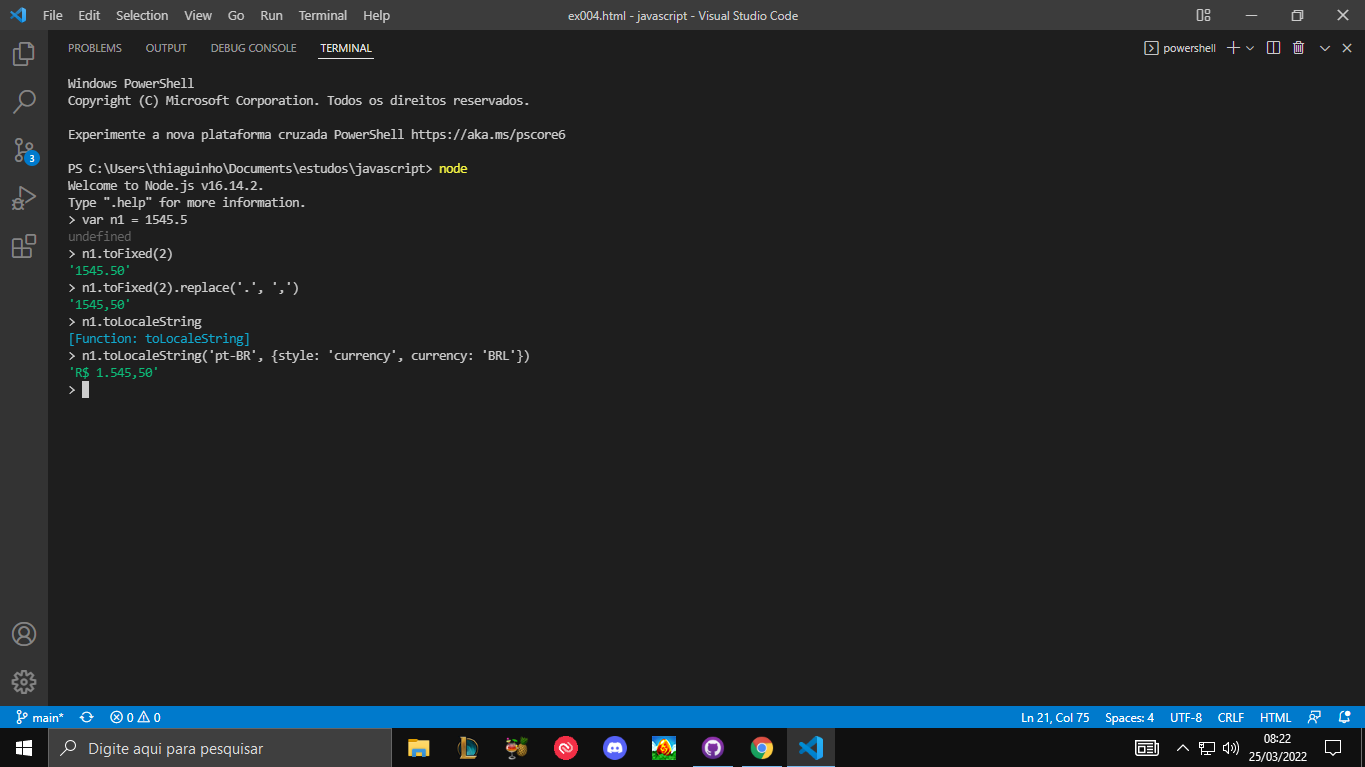 File Edit Selection View Go Run Terminal Help
ex004.html - javascript - Visual Studio Code
PROBLEMS OUTPUT DEBUG CONSOLE TERMINAL
powershell
Windows PowerShell
Copyright (C) Microsoft Corporation. Todos os direitos reservados.
Experimente a nova plataforma cruzada PowerShell https://aka.ms/pscore6
PS C:\Users\thiaguinho\Documents\estudos\javascript> node
Welcome to Node.js v16.14.2.
Type ".help" for more information.
> var n1 = 1545.5
undefined
> n1.toFixed(2)
'1545.50'
> n1.toFixed(2).replace('.', ',')
'1545,50'
> n1.toLocaleString
[Function: toLocaleString]
> n1.toLocaleString('pt-BR', {style: 'currency', currency: 'BRL'})
'R$ 1.545,50'
>
3
main* 0 0
Ln 21, Col 75 Spaces: 4 UTF-8 CRLF HTML
Digite aqui para pesquisar
08:22
25/03/2022